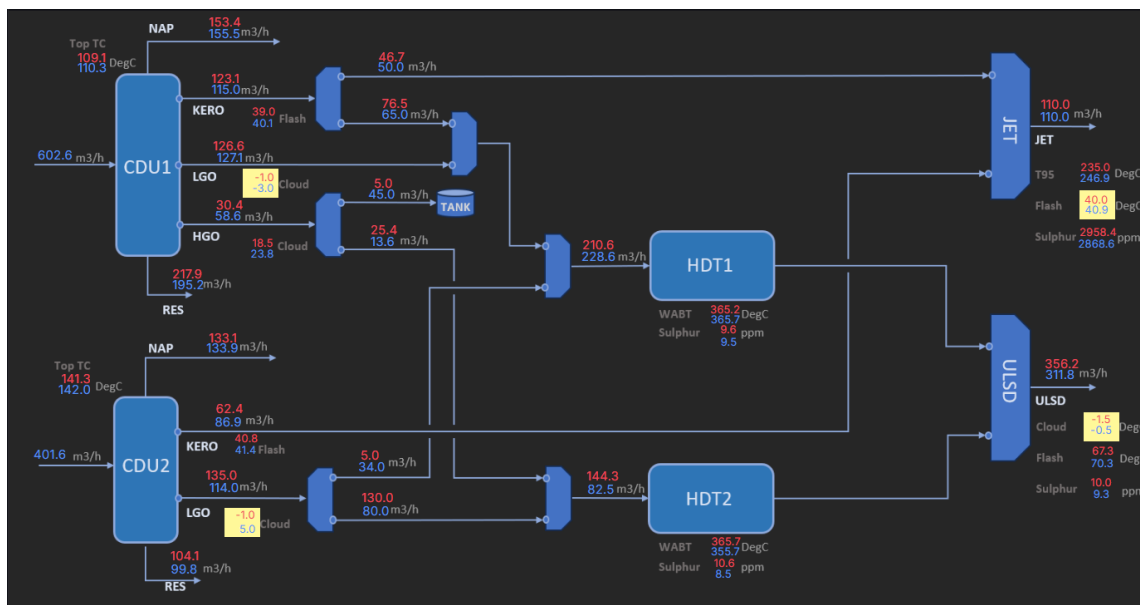 NAP
153.4
155.5 m3/h
Top TC
109.1
110.3 DegC
602.6 m3/h
CDU1
123.1
115.0 m3/h
KERO
39.0
40.1 Flash
46.7
50.0 m3/h
76.5
65.0 m3/h
126.6
127.1 m3/h
LGO
-1.0
-3.0 Cloud
30.4
58.6 m3/h
HGO
18.5
23.8 Cloud
5.0
45.0 m3/h
TANK
25.4
13.6 m3/h
217.9
195.2 m3/h
RES
210.6
228.6 m3/h
HDT1
WABT 365.2
365.7 DegC
Sulphur 9.6
9.5 ppm
JET
110.0
110.0 m3/h
JET
T95 235.0
246.9 DegC
Flash 40.0
40.9 DegC
Sulphur 2958.4
2868.6 ppm
NAP
133.1
133.9 m3/h
Top TC
141.3
142.0 DegC
401.6 m3/h
CDU2
62.4
86.9 m3/h
KERO
40.8
41.4 Flash
135.0
114.0 m3/h
LGO
-1.0
5.0 Cloud
5.0
34.0 m3/h
130.0
80.0 m3/h
104.1
99.8 m3/h
RES
144.3
82.5 m3/h
HDT2
WABT 365.7
355.7 DegC
Sulphur 10.6
8.5 ppm
ULSD
356.2
311.8 m3/h
ULSD
Cloud -1.5
-0.5 Deg
Flash 67.3
70.3 Deg
Sulphur 10.0
9.3 ppm